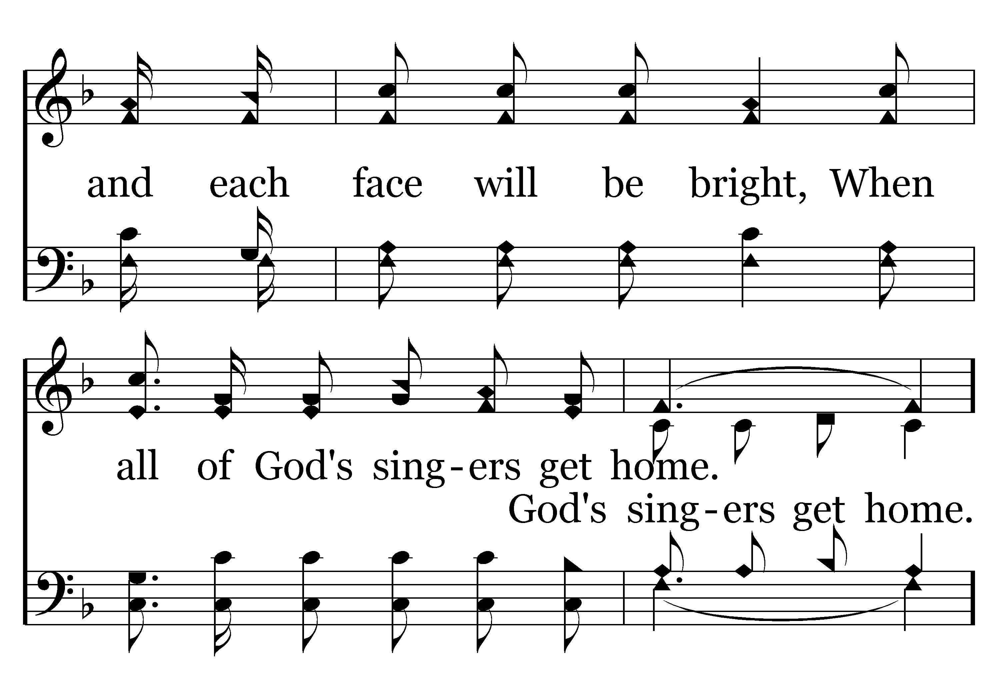 and each face will be bright, When
all of God's sing-ers get home.
God's sing-ers get home.